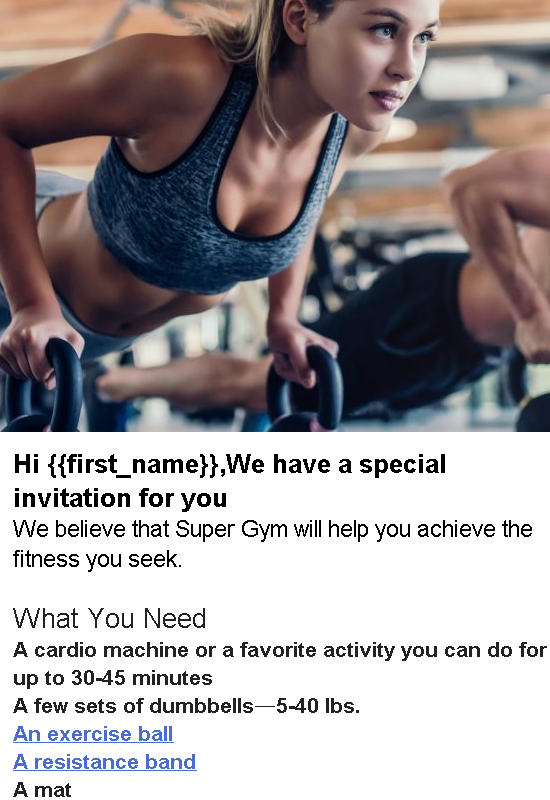 Hi {{first_name}},We have a special
invitation for you
We believe that Super Gym will help you achieve the
fitness you seek.
What You Need
A cardio machine or a favorite activity you can do for
up to 30-45 minutes
A few sets of dumbbells—5-40 lbs.
An exercise ball
A resistance band
A mat